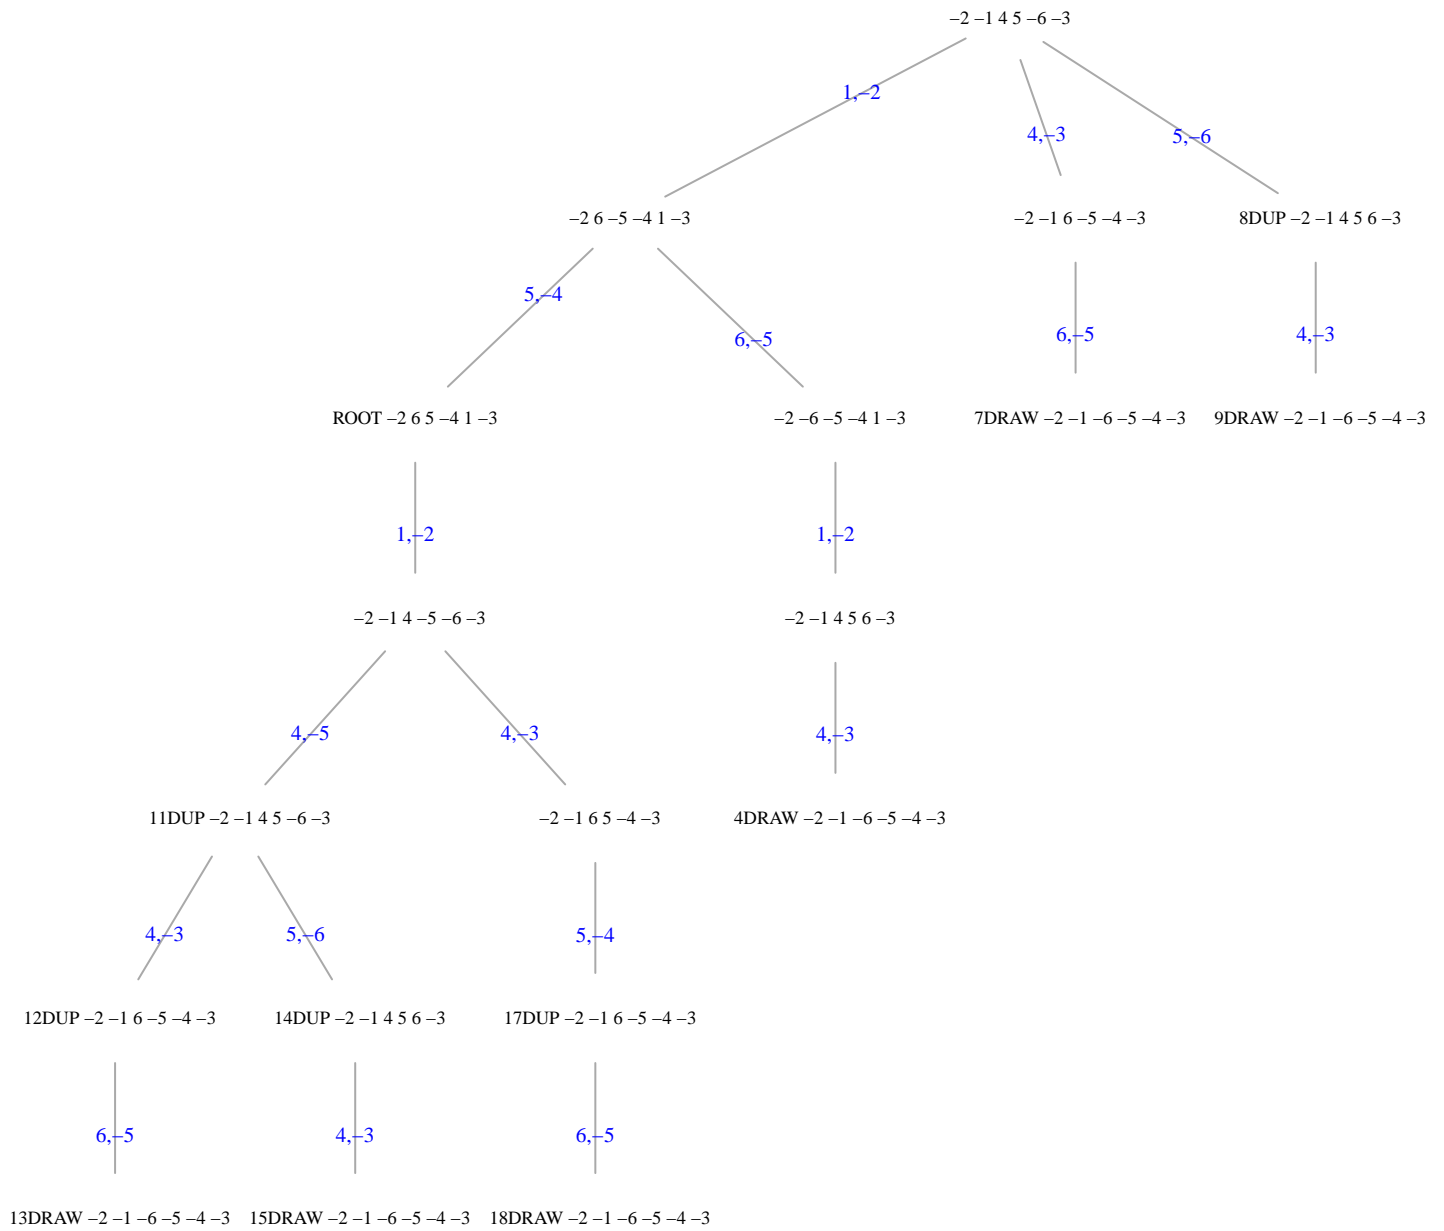 –2 –1 4 5 –6 –3
1,–2
4,–3
5,–6
–2 6 –5 –4 1 –3
–2 –1 6 –5 –4 –3
8DUP –2 –1 4 5 6 –3
5,–4
6,–5
6,–5
4,–3
ROOT –2 6 5 –4 1 –3
–2 –6 –5 –4 1 –3
7DRAW –2 –1 –6 –5 –4 –3
9DRAW –2 –1 –6 –5 –4 –3
1,–2
1,–2
–2 –1 4 –5 –6 –3
–2 –1 4 5 6 –3
4,–5
4,–3
4,–3
11DUP –2 –1 4 5 –6 –3
–2 –1 6 5 –4 –3
4DRAW –2 –1 –6 –5 –4 –3
4,–3
5,–6
5,–4
12DUP –2 –1 6 –5 –4 –3
14DUP –2 –1 4 5 6 –3
17DUP –2 –1 6 –5 –4 –3
6,–5
4,–3
6,–5
13DRAW –2 –1 –6 –5 –4 –3
15DRAW –2 –1 –6 –5 –4 –3
18DRAW –2 –1 –6 –5 –4 –3